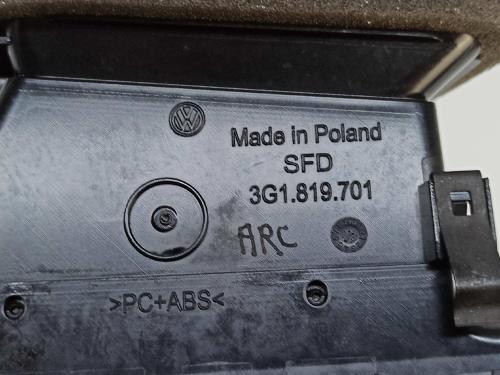 Made in Poland
SFD
3G1.819.701
ARC
>PC+ABS<